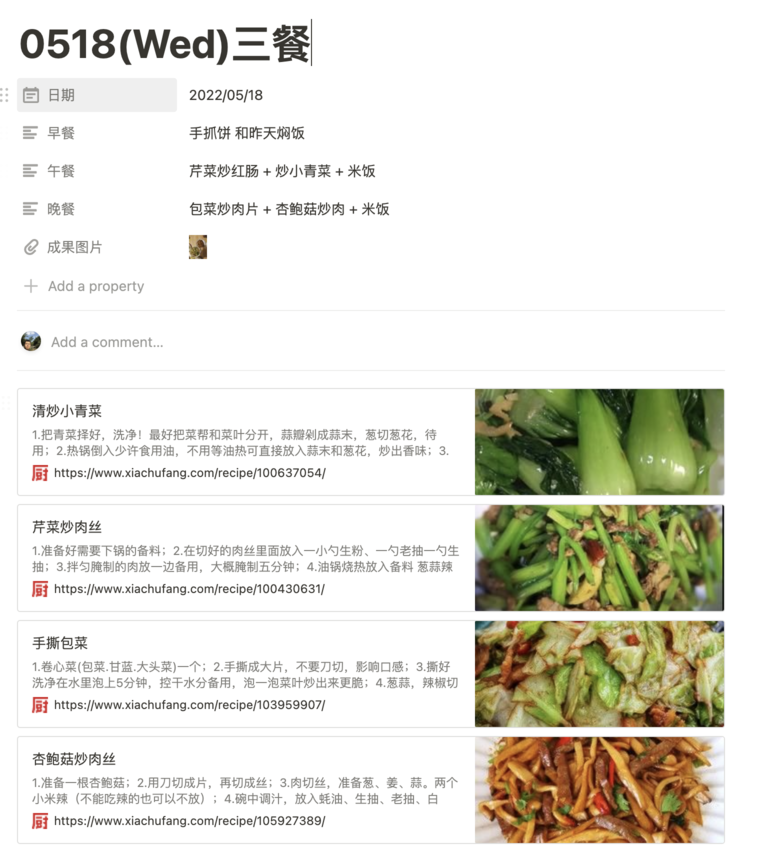 0518(Wed)三餐
日期 2022/05/18
早餐 手抓饼 和昨天焖饭
午餐 芹菜炒红肠 + 炒小青菜 + 米饭
晚餐 包菜炒肉片 + 杏鲍菇炒肉 + 米饭
成果图片
Add a property
Add a comment...
清炒小青菜
1.把青菜择好，洗净！最好把菜帮和菜叶分开，蒜瓣剁成蒜末，葱切葱花，待
用；2.热锅倒入少许食用油，不用等油热可直接放入蒜末和葱花，炒出香味；3.
厨 https://www.xiachufang.com/recipe/100637054/
芹菜炒肉丝
1.准备好需要下锅的备料；2.在切好的肉丝里面放入一小勺生粉、一勺老抽一勺生
抽；3.拌匀腌制的肉放一边备用，大概腌制五分钟；4.油锅烧热放入备料 葱蒜辣
厨 https://www.xiachufang.com/recipe/100430631/
手撕包菜
1.卷心菜(包菜.甘蓝.大头菜)一个；2.手撕成大片，不要刀切，影响口感；3.撕好
洗净在水里泡上5分钟，控干水分备用，泡一泡菜叶炒出来更脆；4.葱蒜，辣椒切
厨 https://www.xiachufang.com/recipe/103959907/
杏鲍菇炒肉丝
1.准备一根杏鲍菇；2.用刀切成片，再切成丝；3.肉切丝，准备葱、姜、蒜。两个
小米辣（不能吃辣的也可以不放）；4.碗中调汁，放入蚝油、生抽、老抽、白
厨 https://www.xiachufang.com/recipe/105927389/